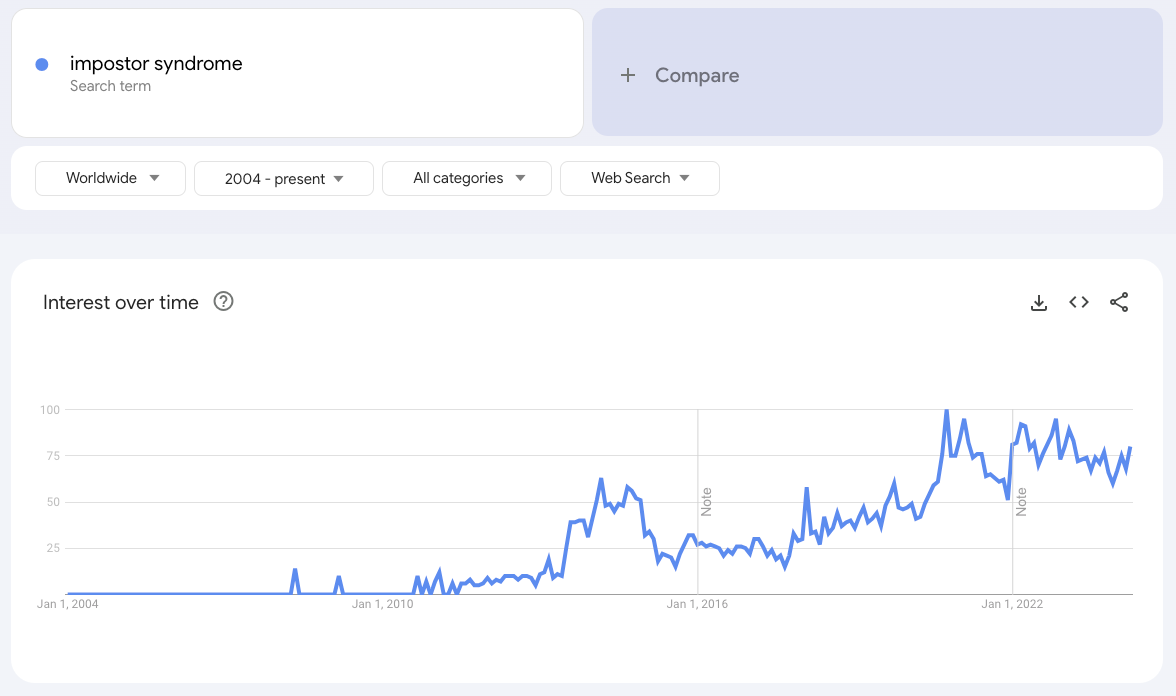 impostor syndrome
Search term
+ Compare
Worldwide
2004 - present
All categories
Web Search
Interest over time ?
100
75
50
25
Note
Note
Jan 1, 2004
Jan 1, 2010
Jan 1, 2016
Jan 1, 2022